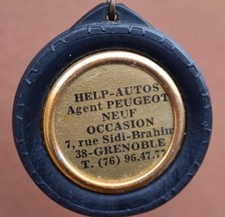 HELP-AUTOS
Agent PEUGEOT
NEUF
OCCASION
7, rue Sidi-Brahim
38-GRENOBLE
T. (76) 96.47.77